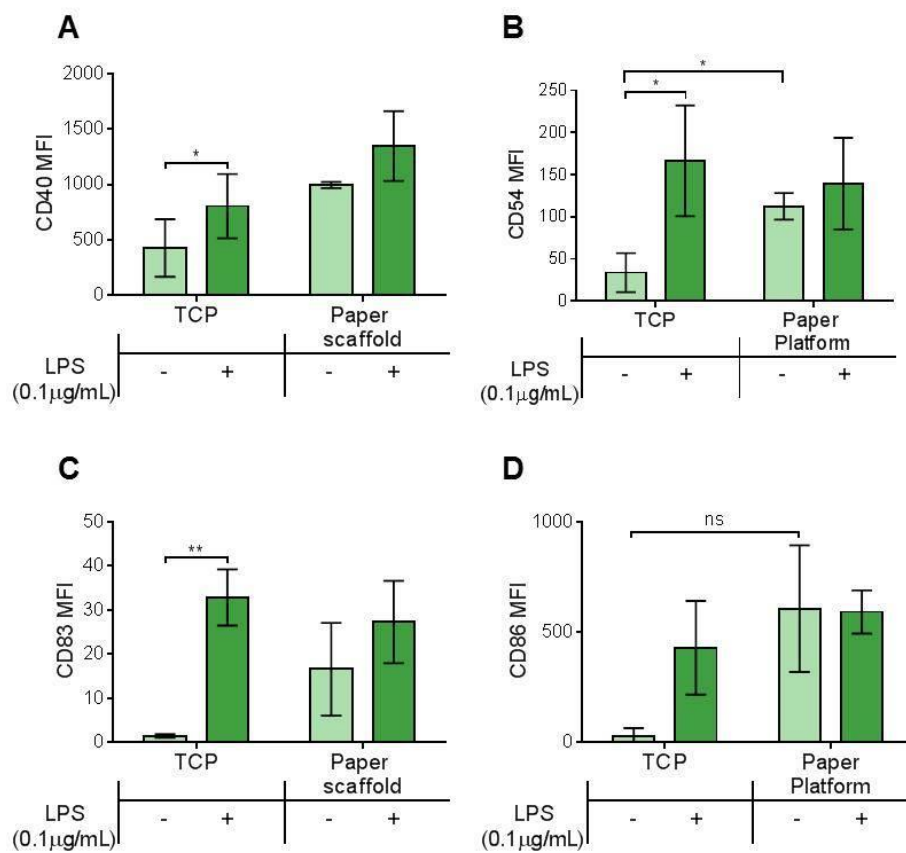 A
CD40 MFI
2000
1500
1000
500
0
*
TCP
Paper
scaffold
LPS
(0.1µg/mL)
- + - +
B
CD54 MFI
250
200
150
100
50
0
*
*
TCP
Paper
Platform
LPS
(0.1µg/mL)
- + - +
C
CD83 MFI
50
40
30
20
10
0
**
TCP
Paper
scaffold
LPS
(0.1µg/mL)
- + - +
D
CD86 MFI
1000
500
0
ns
TCP
Paper
Platform
LPS
(0.1µg/mL)
- + - +